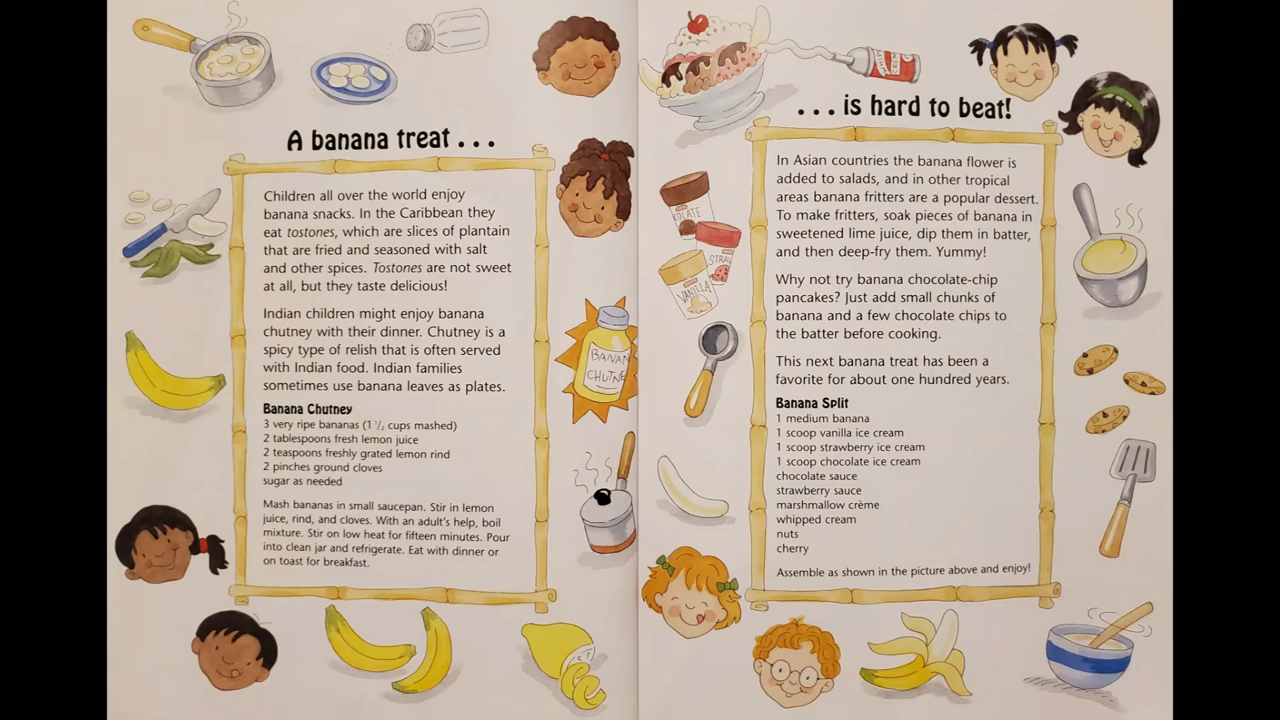 A banana treat . . .
Children all over the world enjoy
banana snacks. In the Caribbean they
eat tostones, which are slices of plantain
that are fried and seasoned with salt
and other spices. Tostones are not sweet
at all, but they taste delicious!
Indian children might enjoy banana
chutney with their dinner. Chutney is a
spicy type of relish that is often served
with Indian food. Indian families
sometimes use banana leaves as plates.
Banana Chutney
3 very ripe bananas (1 1/2 cups mashed)
2 tablespoons fresh lemon juice
2 teaspoons freshly grated lemon rind
2 pinches ground cloves
sugar as needed
Mash bananas in small saucepan. Stir in lemon
juice, rind, and cloves. With an adult's help, boil
mixture. Stir on low heat for fifteen minutes. Pour
into clean jar and refrigerate. Eat with dinner or
on toast for breakfast.
BANAN
CHUTNE
. . . is hard to beat!
In Asian countries the banana flower is
added to salads, and in other tropical
areas banana fritters are a popular dessert.
To make fritters, soak pieces of banana in
sweetened lime juice, dip them in batter,
and then deep-fry them. Yummy!
Why not try banana chocolate-chip
pancakes? Just add small chunks of
banana and a few chocolate chips to
the batter before cooking.
This next banana treat has been a
favorite for about one hundred years.
Banana Split
1 medium banana
1 scoop vanilla ice cream
1 scoop strawberry ice cream
1 scoop chocolate ice cream
chocolate sauce
strawberry sauce
marshmallow crème
whipped cream
nuts
cherry
Assemble as shown in the picture above and enjoy!
OLATE
STRAW
VANILLA